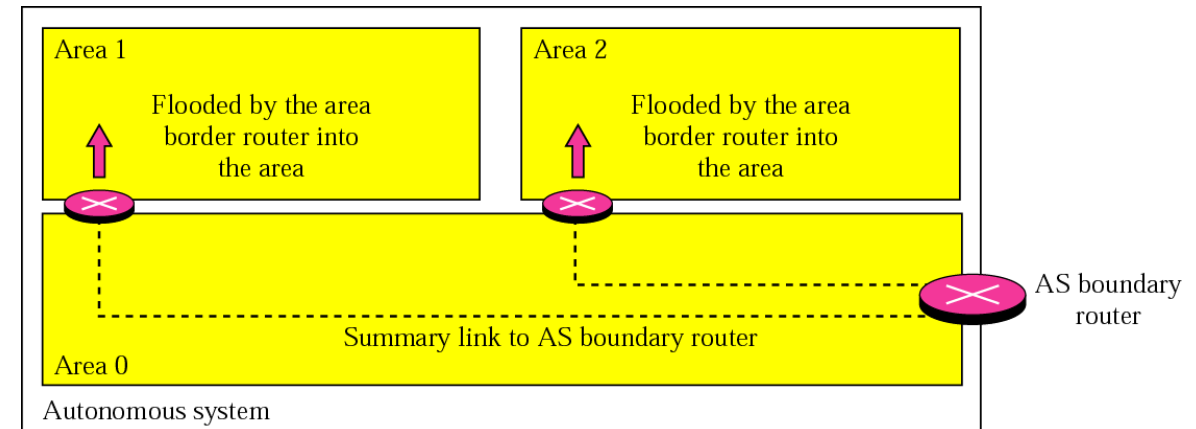 Area 1
Flooded by the area
border router into
the area
Area 2
Flooded by the area
border router into
the area
AS boundary
router
Summary link to AS boundary router
Area 0
Autonomous system